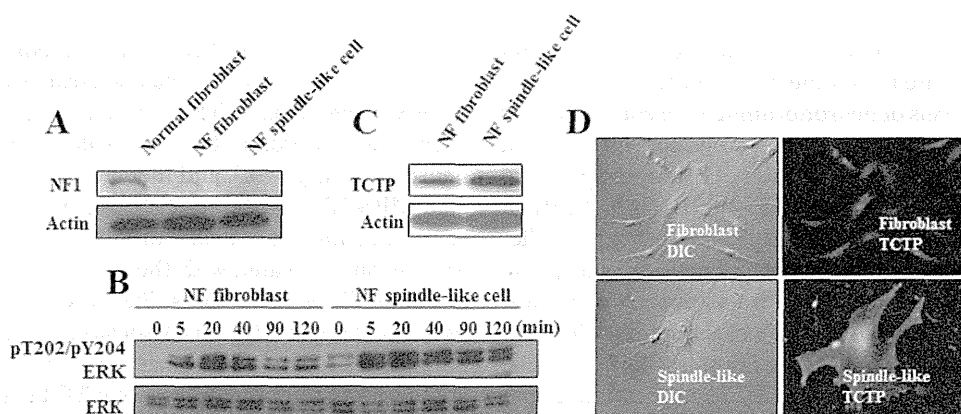 A
Normal fibroblast
NF fibroblast
NF spindle-like cell
NF1
Actin
B
NF fibroblast
NF spindle-like cell
0 5 20 40 90 120 0 5 20 40 90 120 (min)
pT202/pY204
ERK
ERK
C
NF fibroblast
NF spindle-like cell
TCTP
Actin
D
Fibroblast
DIC
Fibroblast
TCTP
Spindle-like
DIC
Spindle-like
TCTP